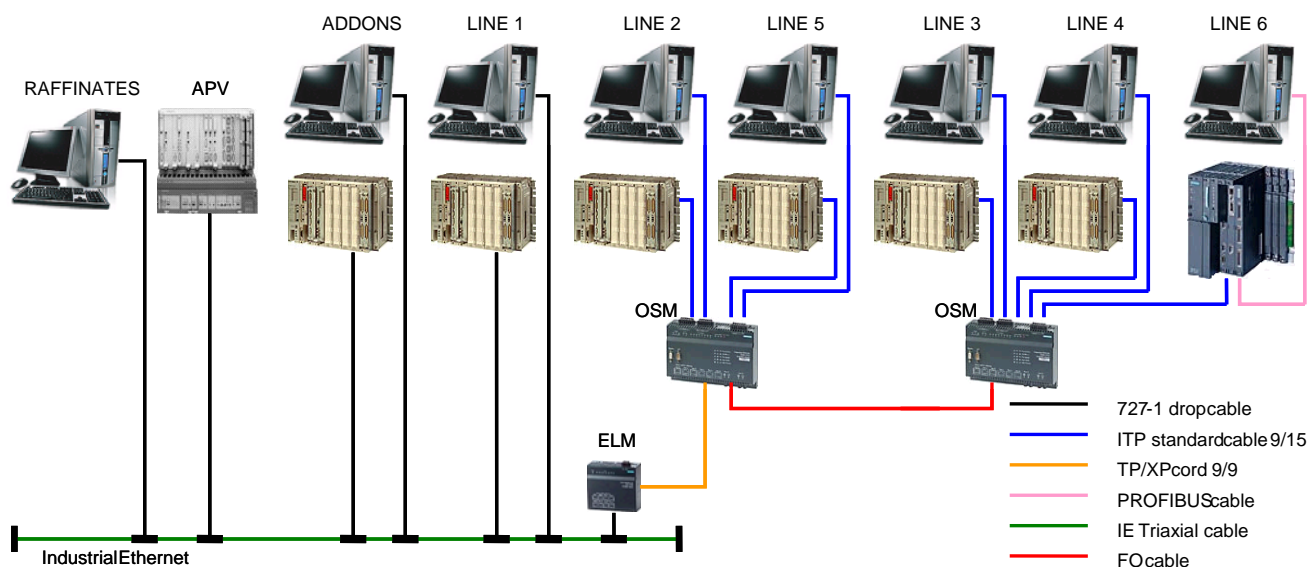 ADDONS
LINE 1
LINE 2
LINE 5
LINE 3
LINE 4
LINE 6
RAFFINATES
APV
OSM
OSM
ELM
727-1 dropcable
ITP standardcable 9/15
TP/XPcord 9/9
PROFIBUScable
IE Triaxial cable
FOcable
IndustrialEthernet